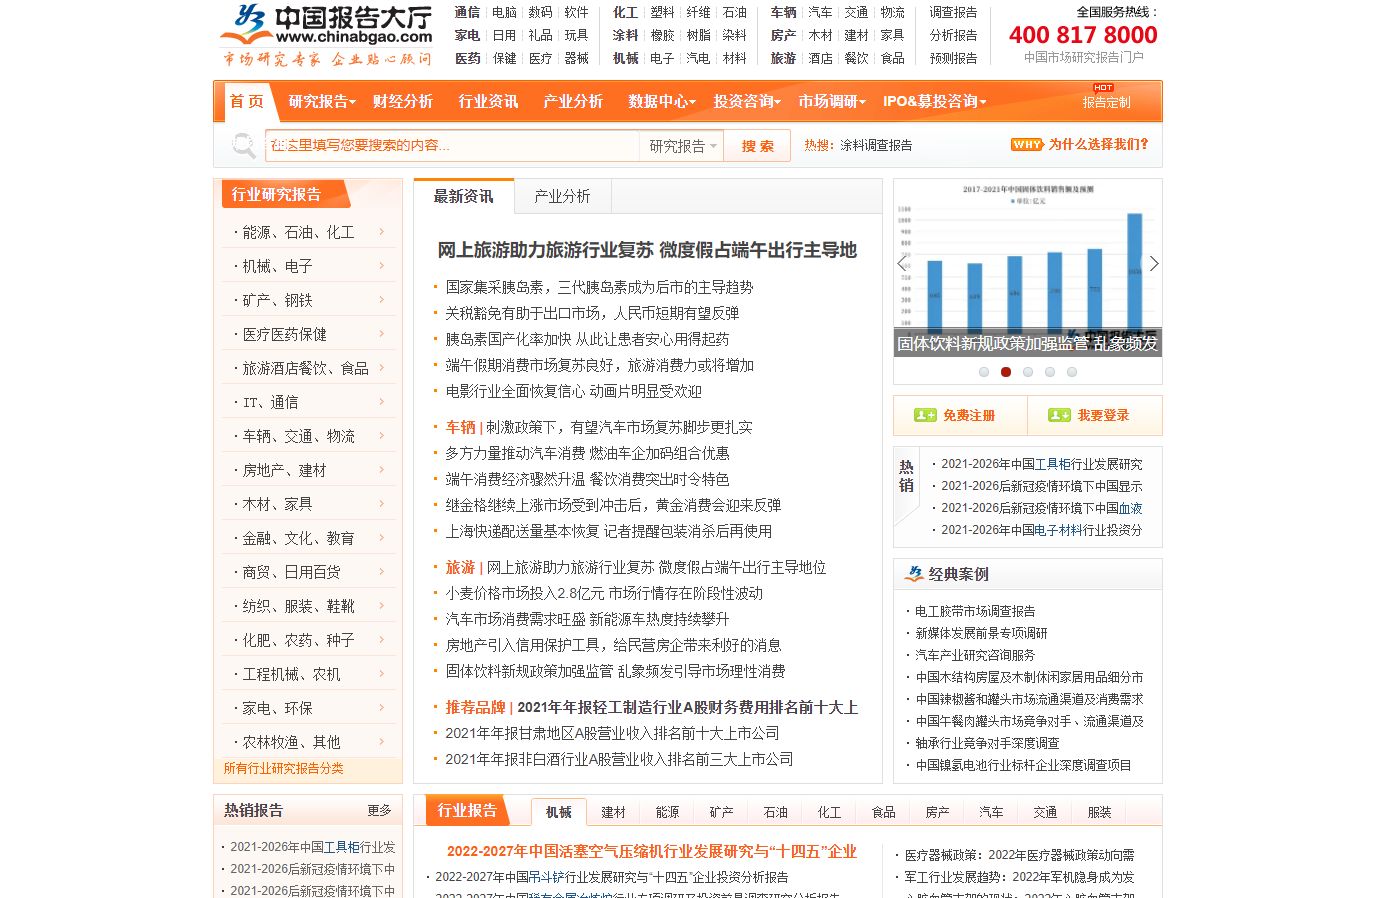 中国报告大厅
www.chinabgao.com
市场研究专家 企业贴心顾问
通信 电脑 数码 软件
家电 日用 礼品 玩具
医药 保健 医疗 器械
化工 塑料 纤维 石油
涂料 橡胶 树脂 染料
机械 电子 汽电 材料
车辆 汽车 交通 物流
房产 木材 建材 家具
旅游 酒店 餐饮 食品
调查报告
分析报告
预测报告
全国服务热线：
400 817 8000
中国市场研究报告门户
首 页 研究报告 财经分析 行业资讯 产业分析 数据中心 投资咨询 市场调研 IPO&募投咨询 HOT 报告定制
在这里填写您要搜索的内容... 研究报告 搜 索 热搜：涂料调查报告 WHY 为什么选择我们?
行业研究报告
· 能源、石油、化工
· 机械、电子
· 矿产、钢铁
· 医疗医药保健
· 旅游酒店餐饮、食品
· IT、通信
· 车辆、交通、物流
· 房地产、建材
· 木材、家具
· 金融、文化、教育
· 商贸、日用百货
· 纺织、服装、鞋靴
· 化肥、农药、种子
· 工程机械、农机
· 家电、环保
· 农林牧渔、其他
所有行业研究报告分类
最新资讯 产业分析
网上旅游助力旅游行业复苏 微度假占端午出行主导地
国家集采胰岛素，三代胰岛素成为后市的主导趋势
关税豁免有助于出口市场，人民币短期有望反弹
胰岛素国产化率加快 从此让患者安心用得起药
端午假期消费市场复苏良好，旅游消费力或将增加
电影行业全面恢复信心 动画片明显受欢迎
车辆 | 刺激政策下，有望汽车市场复苏脚步更扎实
多方力量推动汽车消费 燃油车企加码组合优惠
端午消费经济骤然升温 餐饮消费突出时令特色
继金格继续上涨市场受到冲击后，黄金消费会迎来反弹
上海快递配送量基本恢复 记者提醒包装消杀后再使用
旅游 | 网上旅游助力旅游行业复苏 微度假占端午出行主导地位
小麦价格市场投入2.8亿元 市场行情存在阶段性波动
汽车市场消费需求旺盛 新能源车热度持续攀升
房地产引入信用保护工具，给民营房企带来利好的消息
固体饮料新规政策加强监管 乱象频发引导市场理性消费
推荐品牌 | 2021年年报轻工制造行业A股财务费用排名前十大上
2021年年报甘肃地区A股营业收入排名前十大上市公司
2021年年报非白酒行业A股营业收入排名前三大上市公司
2017-2021年中国固体饮料销售额及预测
单位:亿元
固体饮料新规政策加强监管 乱象频发
免费注册 我要登录
热销
· 2021-2026年中国工具柜行业发展研究
· 2021-2026后新冠疫情环境下中国显示
· 2021-2026后新冠疫情环境下中国血液
· 2021-2026年中国电子材料行业投资分
经典案例
· 电工胶带市场调查报告
· 新媒体发展前景专项调研
· 汽车产业研究咨询服务
· 中国木结构房屋及木制休闲家居用品细分市
· 中国辣椒酱和罐头市场流通渠道及消费需求
· 中国午餐肉罐头市场竞争对手、流通渠道及
· 轴承行业竞争对手深度调查
· 中国镍氢电池行业标杆企业深度调查项目
热销报告 更多
· 2021-2026年中国工具柜行业发
· 2021-2026后新冠疫情环境下中
· 2021-2026后新冠疫情环境下中
行业报告 机械 建材 能源 矿产 石油 化工 食品 房产 汽车 交通 服装
2022-2027年中国活塞空气压缩机行业发展研究与“十四五”企业
· 2022-2027年中国吊斗铲行业发展研究与“十四五”企业投资分析报告
· 医疗器械政策：2022年医疗器械政策动向需
· 军工行业发展趋势：2022年军机隐身成为发